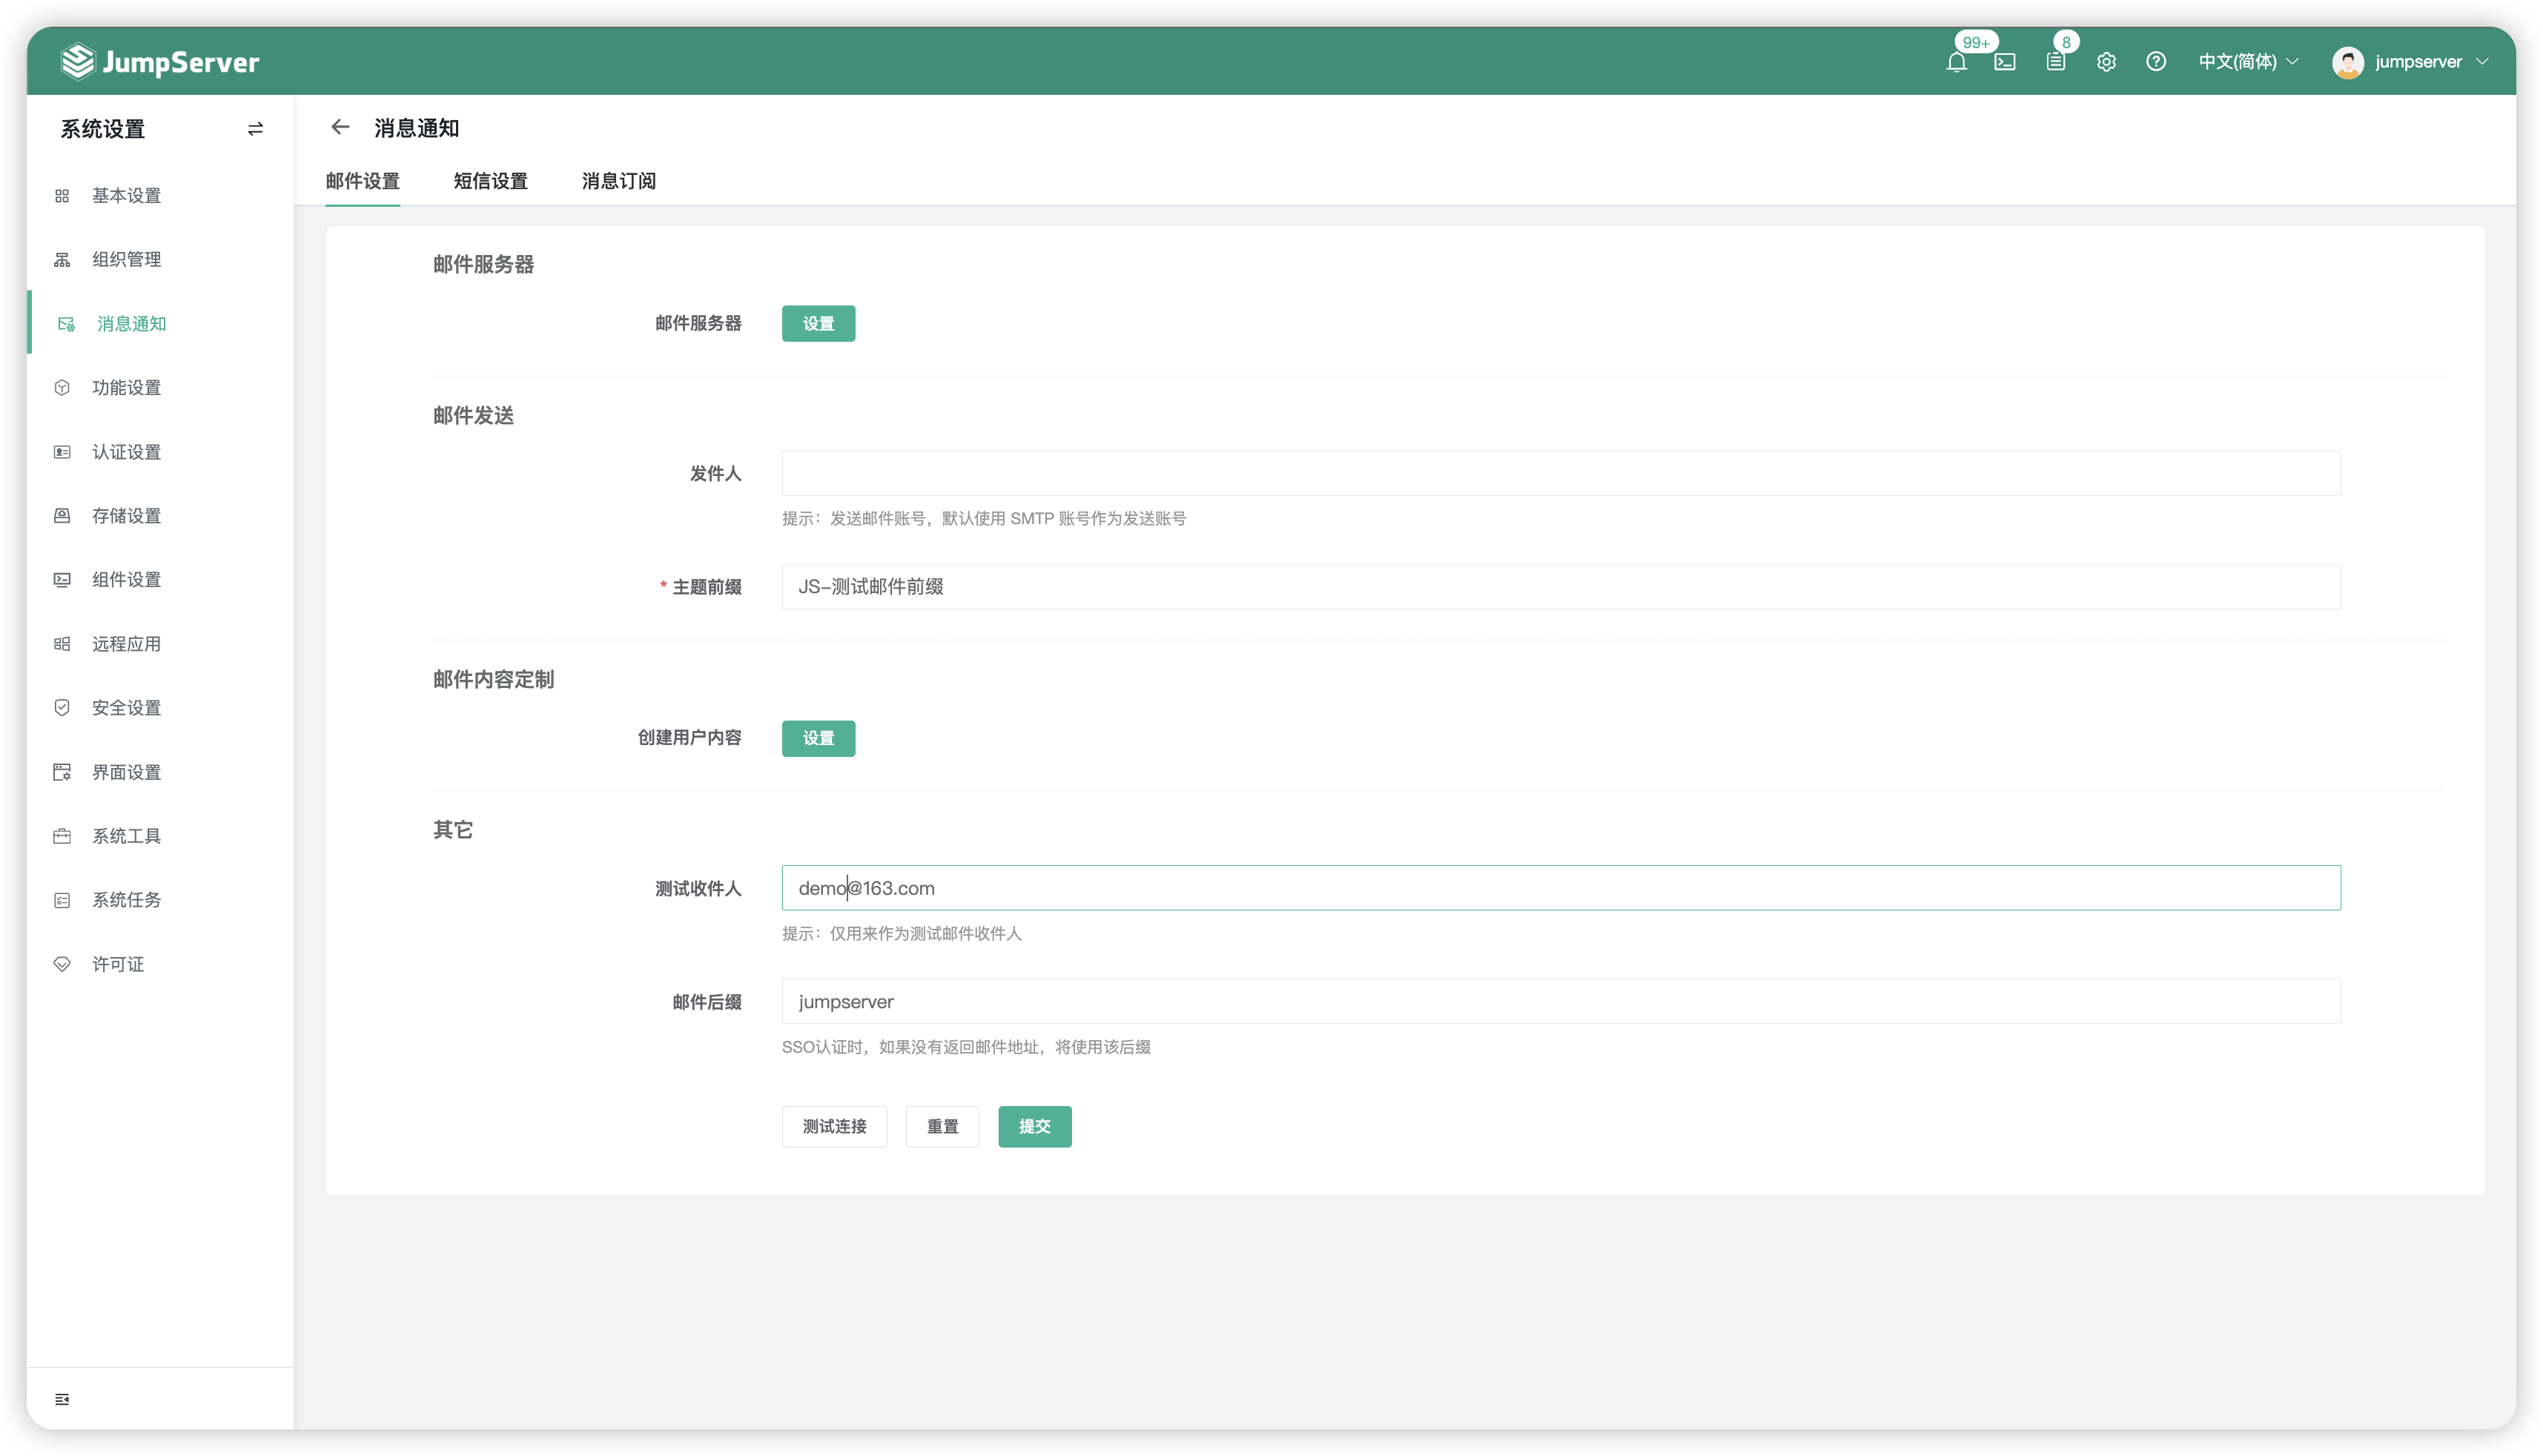 JumpServer
99+
8
中文(简体)
jumpserver
系统设置
基本设置
组织管理
消息通知
功能设置
认证设置
存储设置
组件设置
远程应用
安全设置
界面设置
系统工具
系统任务
许可证
消息通知
邮件设置 短信设置 消息订阅
邮件服务器
邮件服务器 设置
邮件发送
发件人
提示：发送邮件账号，默认使用 SMTP 账号作为发送账号
* 主题前缀 JS-测试邮件前缀
邮件内容定制
创建用户内容 设置
其它
测试收件人 demo@163.com
提示：仅用来作为测试邮件收件人
邮件后缀 jumpserver
SSO认证时，如果没有返回邮件地址，将使用该后缀
测试连接 重置 提交